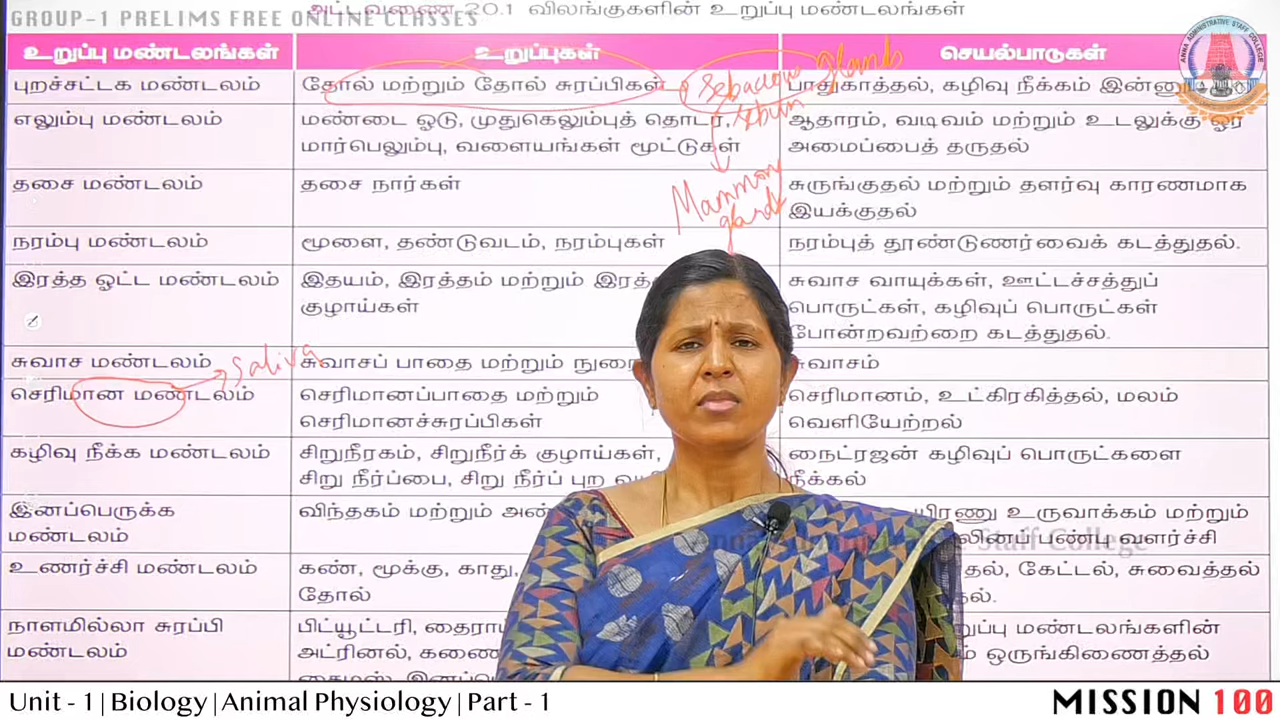 GROUP-1 PRELIMS FREE ONLINE CLASSES
அட்டவணை 20.1 விலங்குகளின் உறுப்பு மண்டலங்கள்
உறுப்பு மண்டலங்கள் உறுப்புகள் செயல்பாடுகள்
புறச்சட்டக மண்டலம் தோல் மற்றும் தோல் சுரப்பிகள் பாதுகாத்தல், கழிவு நீக்கம்
Sebaceous glands
எலும்பு மண்டலம் மண்டை ஓடு, முதுகெலும்புத் தொடர், ஆதாரம், வடிவம் மற்றும் உடலுக்கு ஓர்
மார்பெலும்பு, வளையங்கள் மூட்டுகள் அமைப்பைத் தருதல்
Mammary
glands
தசை மண்டலம் தசை நார்கள் சுருங்குதல் மற்றும் தளர்வு காரணமாக
இயக்குதல்
நரம்பு மண்டலம் மூளை, தண்டுவடம், நரம்புகள் நரம்புத் தூண்டுணர்வைக் கடத்துதல்.
இரத்த ஓட்ட மண்டலம் இதயம், இரத்தம் மற்றும் சுவாச வாயுக்கள், ஊட்டச்சத்துப்
குழாய்கள் பொருட்கள், கழிவுப் பொருட்கள்
போன்றவற்றை கடத்துதல்.
சுவாச மண்டலம் சுவாசப் பாதை மற்றும் சுவாசம்
Saliva
செரிமான மண்டலம் செரிமானப்பாதை மற்றும் செரிமானம், உட்கிரகித்தல், மலம்
செரிமானச்சுரப்பிகள் வெளியேற்றல்
கழிவு நீக்க மண்டலம் சிறுநீரகம், சிறுநீர்க் குழாய்கள், நைட்ரஜன் கழிவுப் பொருட்களை
சிறு நீர்ப்பை, சிறு நீர்ப் புற நீக்கல்
இனப்பெருக்க விந்தகம் மற்றும் உருவாக்கம் மற்றும்
மண்டலம் வளர்ச்சி
Staff College
உணர்ச்சி மண்டலம் கண், மூக்கு, காது, கேட்டல், சுவைத்தல்
தோல்
நாளமில்லா சுரப்பி பிட்யூட்டரி, மண்டலங்களின்
மண்டலம் அட்ரினல், ஒருங்கிணைத்தல்
Unit - 1 | Biology | Animal Physiology | Part - 1
MISSION 100